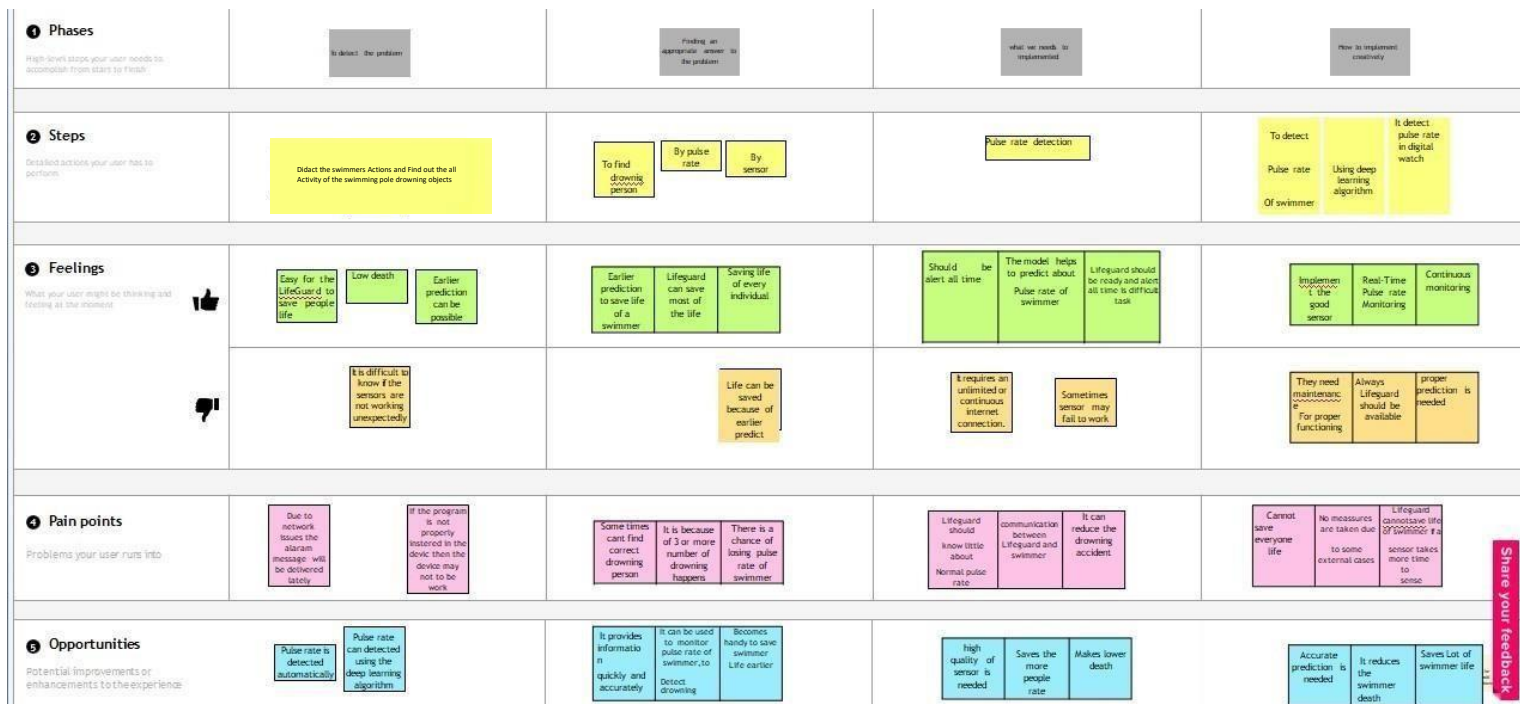 1 Phases
High-level steps your user needs to
accomplish from start to finish
To detect the problem
Finding an
appropriate answer to
the problem
what we needs to
implemented
How to implement
creatively
2 Steps
Detailed actions your user has to
perform
Didact the swimmers Actions and Find out the all
Activity of the swimming pole drowning objects
To find
drownig
person
By pulse
rate
By
sensor
Pulse rate detection
To detect
Pulse rate
Of swimmer
Using deep
learning
algorithm
It detect
pulse rate
in digital
watch
3 Feelings
What your user might be thinking and
feeling at the moment
Easy for the
LifeGuard to
save people
life
Low death
Earlier
prediction
can be
possible
Earlier
prediction
to save life
of a
swimmer
Lifeguard
can save
most of
the life
Saving life
of every
individual
Should be
alert all time
The model helps
to predict about
Pulse rate of
swimmer
Lifeguard should
be ready and alert
all time is difficult
task
Implemen
t the
good
sensor
Real-Time
Pulse rate
Monitoring
Continuous
monitoring
It is difficult to
know if the
sensors are
not working
unexpectedly
Life can be
saved
because of
earlier
predict
It requires an
unlimited or
continuous
internet
connection.
Sometimes
sensor may
fail to work
They need
maintenanc
e
For proper
functioning
Always
Lifeguard
should be
available
proper
prediction is
needed
4 Pain points
Problems your user runs into
Due to
network
issues the
alaram
message will
be delivered
lately
If the program
is not
properly
instered in the
devic then the
device may
not to be
work
Some times
cant find
correct
drowning
person
It is because
of 3 or more
number of
drowning
happens
There is a
chance of
losing pulse
rate of
swimmer
Lifeguard
should
know little
about
Normal pulse
rate
communication
between
Lifeguard and
swimmer
It can
reduce the
drowning
accident
Cannot
save
everyone
life
No meassures
are taken due
to some
external cases
Lifeguard
cannotsave life
of swimmer if a
sensor takes
more time
to
sense
5 Opportunities
Potential improvements or
enhancements to the experience
Pulse rate is
detected
automatically
Pulse rate
can detected
using the
deep learning
algorithm
It provides
informatio
n
quickly and
accurately
It can be used
to monitor
pulse rate of
swimmer,to
Detect
drowning
Becomes
handy to save
swimmer
Life earlier
high
quality of
sensor is
needed
Saves the
more
people
rate
Makes lower
death
Accurate
prediction is
needed
It reduces
the
swimmer
death
Saves Lot of
swimmer life
Share your feedback